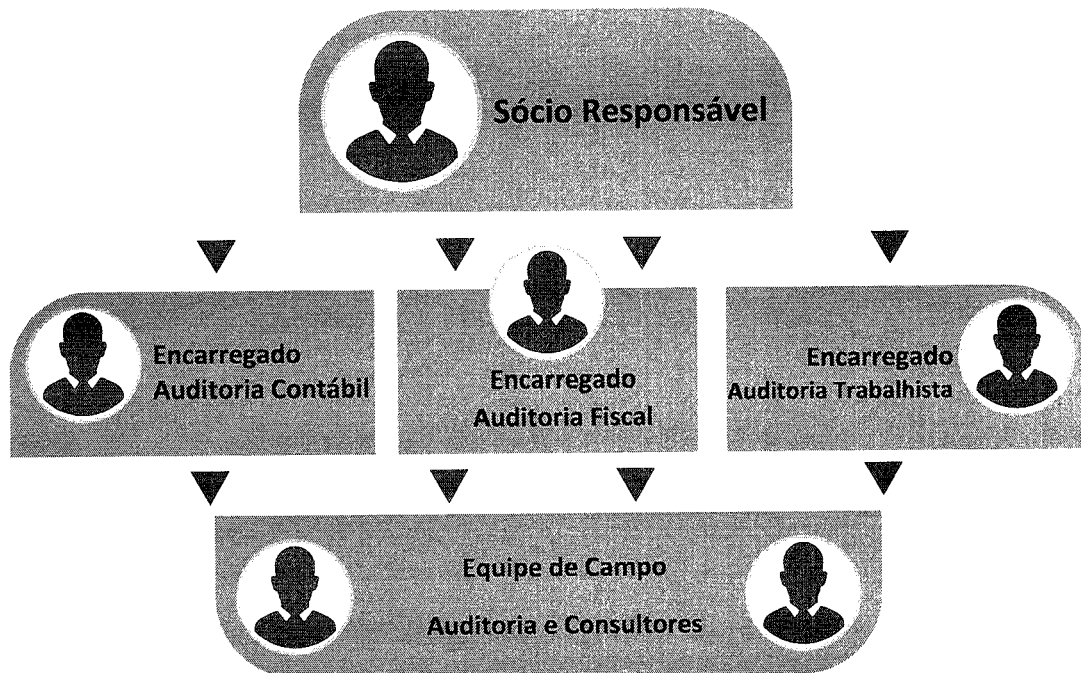 Sócio Responsável
Encarregado
Auditoria Contábil
Encarregado
Auditoria Fiscal
Encarregado
Auditoria Trabalhista
Equipe de Campo
Auditoria e Consultores